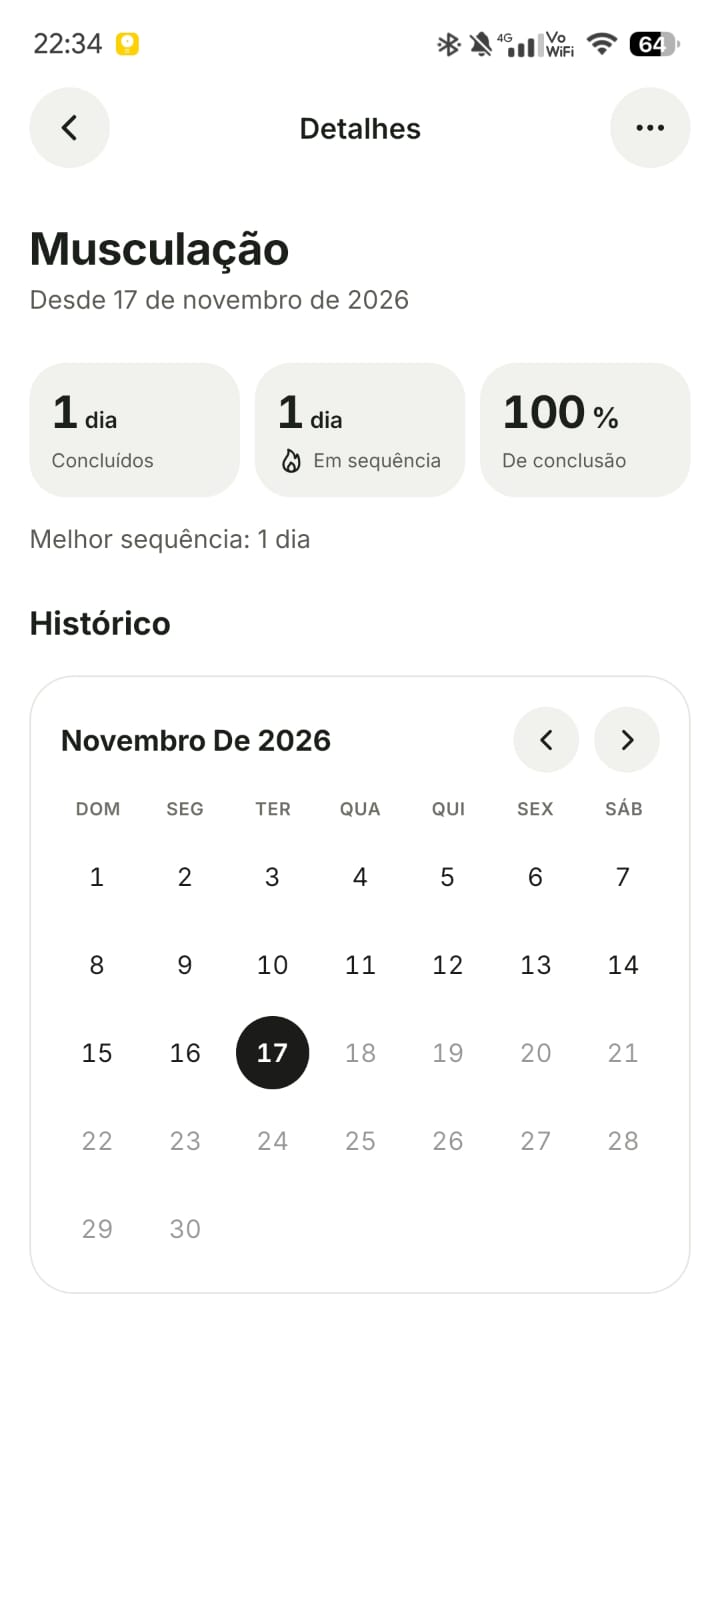 22:34 4G Vo WiFi 64
Detalhes
Musculação
Desde 17 de novembro de 2026
1 dia 1 dia 100 %
Concluídos Em sequência De conclusão
Melhor sequência: 1 dia
Histórico
Novembro De 2026
DOM SEG TER QUA QUI SEX SÁB
1 2 3 4 5 6 7
8 9 10 11 12 13 14
15 16 17 18 19 20 21
22 23 24 25 26 27 28
29 30